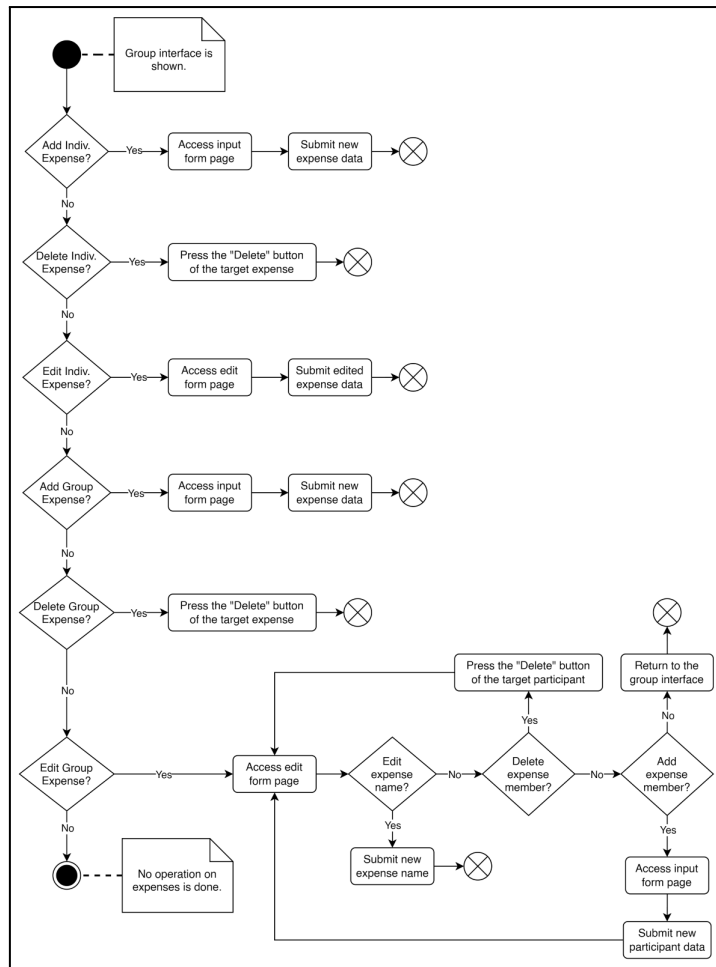 Group interface is
shown.
Add Indiv.
Expense?
Yes
Access input
form page
Submit new
expense data
No
Delete Indiv.
Expense?
Yes
Press the "Delete" button
of the target expense
No
Edit Indiv.
Expense?
Yes
Access edit
form page
Submit edited
expense data
No
Add Group
Expense?
Yes
Access input
form page
Submit new
expense data
No
Delete Group
Expense?
Yes
Press the "Delete" button
of the target expense
No
Press the "Delete" button
of the target participant
Return to the
group interface
Yes
No
Edit Group
Expense?
Yes
Access edit
form page
Edit
expense
name?
No
Delete
expense
member?
No
Add
expense
member?
No
Yes
Yes
Submit new
expense name
Access input
form page
No operation on
expenses is done.
Submit new
participant data